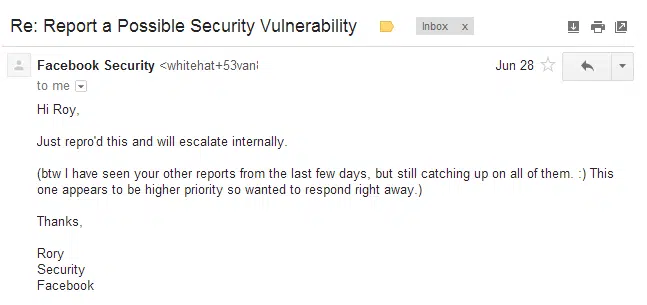 Re: Report a Possible Security Vulnerability Inbox x
Facebook Security <whitehat+53van Jun 28
to me
Hi Roy,
Just repro'd this and will escalate internally.
(btw I have seen your other reports from the last few days, but still catching up on all of them. :) This
one appears to be higher priority so wanted to respond right away.)
Thanks,
Rory
Security
Facebook